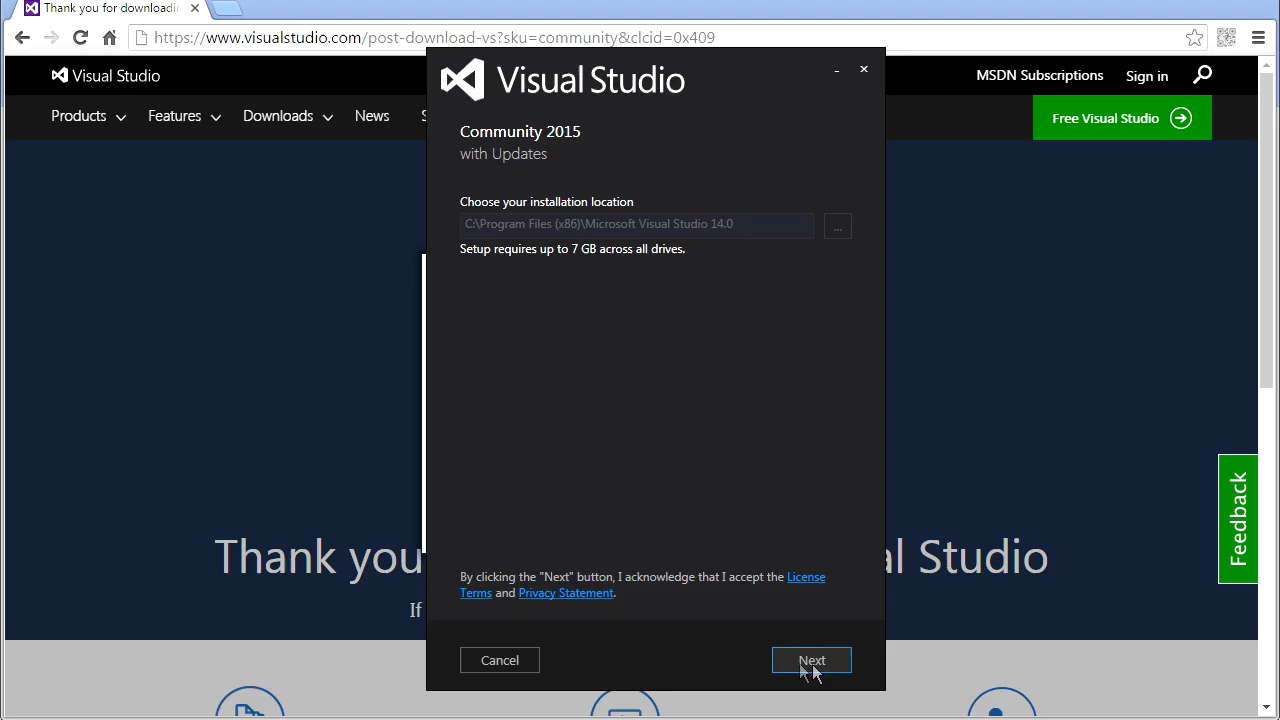 Thank you for downloadin
https://www.visualstudio.com/post-download-vs?sku=community&clcid=0x409
Visual Studio
MSDN Subscriptions
Sign in
Products
Features
Downloads
News
S
Free Visual Studio
Visual Studio
Community 2015
with Updates
Choose your installation location
C:\Program Files (x86)\Microsoft Visual Studio 14.0
...
Setup requires up to 7 GB across all drives.
Feedback
Thank you
al Studio
If
By clicking the "Next" button, I acknowledge that I accept the License
Terms and Privacy Statement.
Cancel
Next